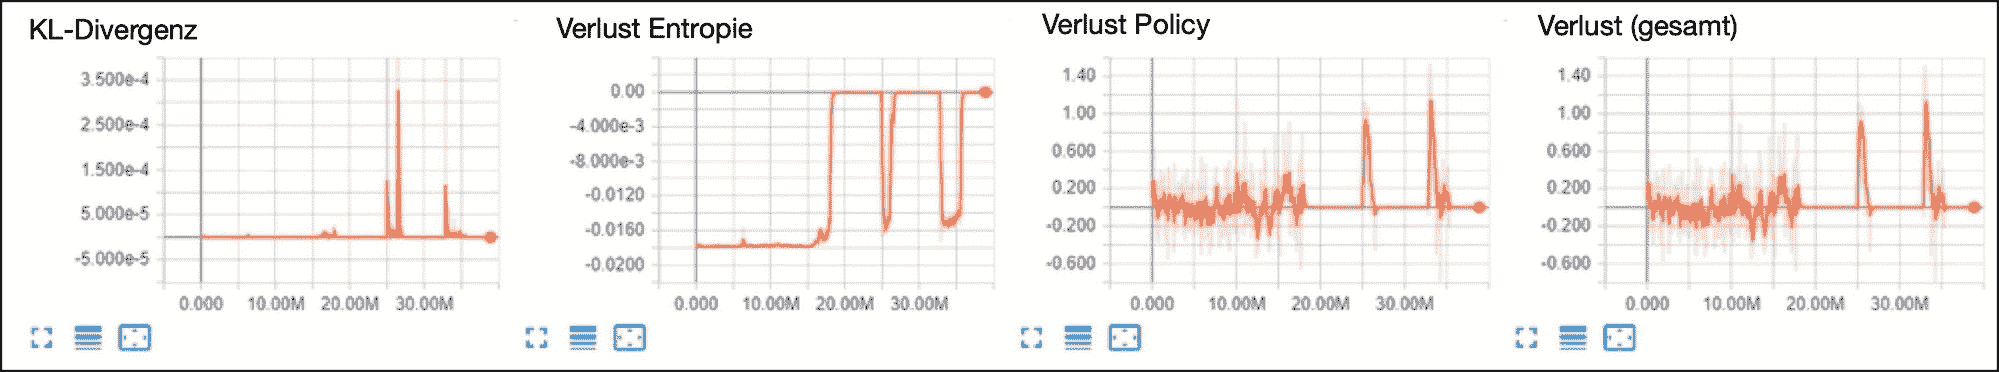 KL-Divergenz
3.500e-4
2.500e-4
1.500e-4
5.000e-5
-5.000e-5
0.000 10.00M 20.00M 30.00M
Verlust Entropie
0.00
-4.000e-3
-8.000e-3
-0.0120
-0.0160
-0.0200
0.000 10.00M 20.00M 30.00M
Verlust Policy
1.40
1.00
0.600
0.200
-0.200
-0.600
0.000 10.00M 20.00M 30.00M
Verlust (gesamt)
1.40
1.00
0.600
0.200
-0.200
-0.600
0.000 10.00M 20.00M 30.00M